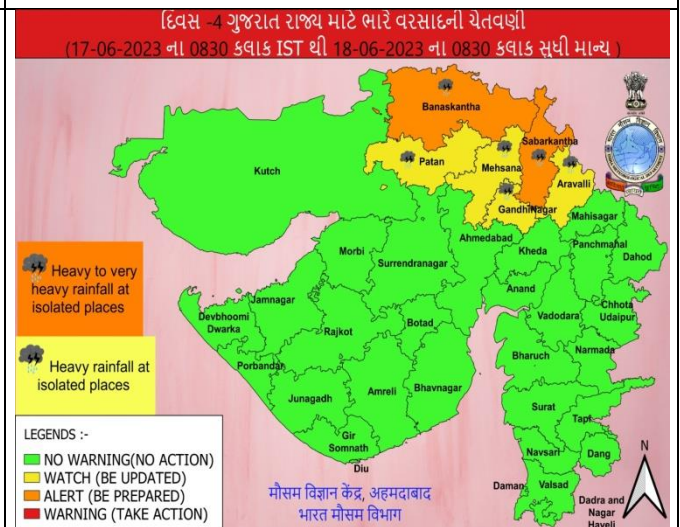 દિવસ -4 ગુજરાત રાજ્ય માટે ભારે વરસાદની ચેતવણી
(17-06-2023 ના 0830 કલાક IST થી 18-06-2023 ના 0830 કલાક સુધી માન્ય )
Banaskantha
Sabarkantha
Patan
Mehsana
Aravalli
Kutch
Gandhinagar
Mahisagar
Ahmedabad
Kheda
Panchmahal
Dahod
Morbi
Surrendranagar
Anand
Heavy to very
heavy rainfall at
isolated places
Jamnagar
Devbhoomi
Dwarka
Rajkot
Botad
Vadodara
Chhota
Udaipur
Porbandar
Bharuch
Narmada
Heavy rainfall at
isolated places
Junagadh
Amreli
Bhavnagar
Surat
Tapi
Gir
Somnath
Diu
Navsari
Dang
Daman
Valsad
Dadra and
Nagar
Haveli
N
LEGENDS :-
NO WARNING(NO ACTION)
WATCH (BE UPDATED)
ALERT (BE PREPARED)
WARNING (TAKE ACTION)
मौसम विज्ञान केंद्र, अहमदाबाद
भारत मौसम विभाग